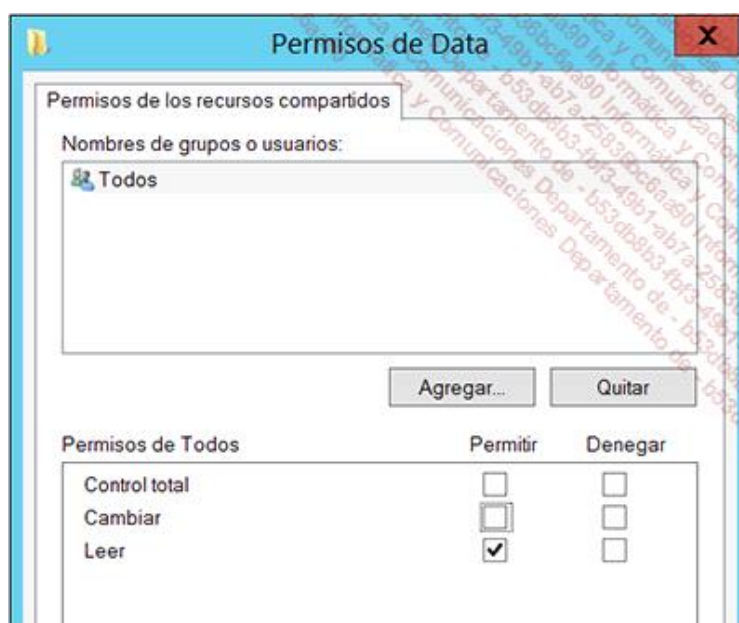 Permisos de Data
Permisos de los recursos compartidos
Nombres de grupos o usuarios:
Todos
Agregar...
Quitar
Permisos de Todos
Permitir
Denegar
Control total
Cambiar
Leer